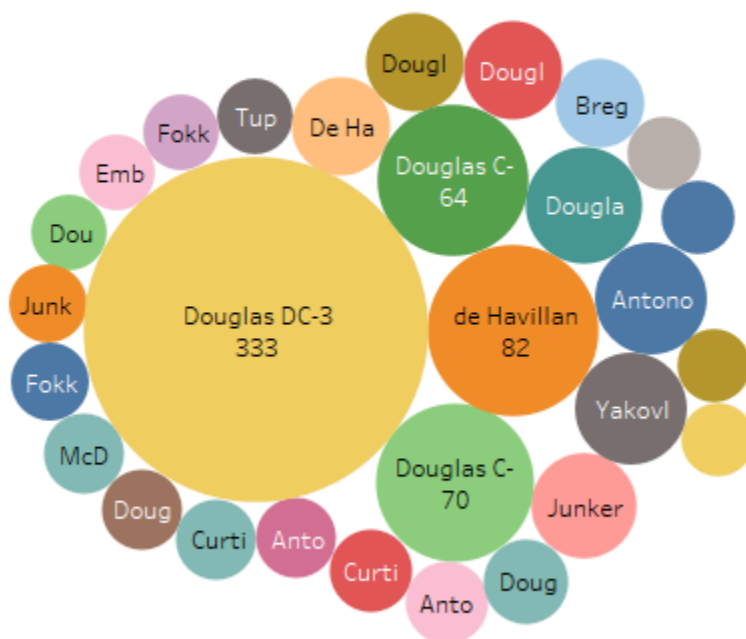 Dougl
Dougl
Breg
Tup
De Ha
Fokk
Emb
Douglas C-
64
Dougla
Dou
Antono
Junk
Douglas DC-3
333
de Havillan
82
Fokk
Yakovl
McD
Douglas C-
70
Junker
Doug
Curti
Anto
Curti
Doug
Anto